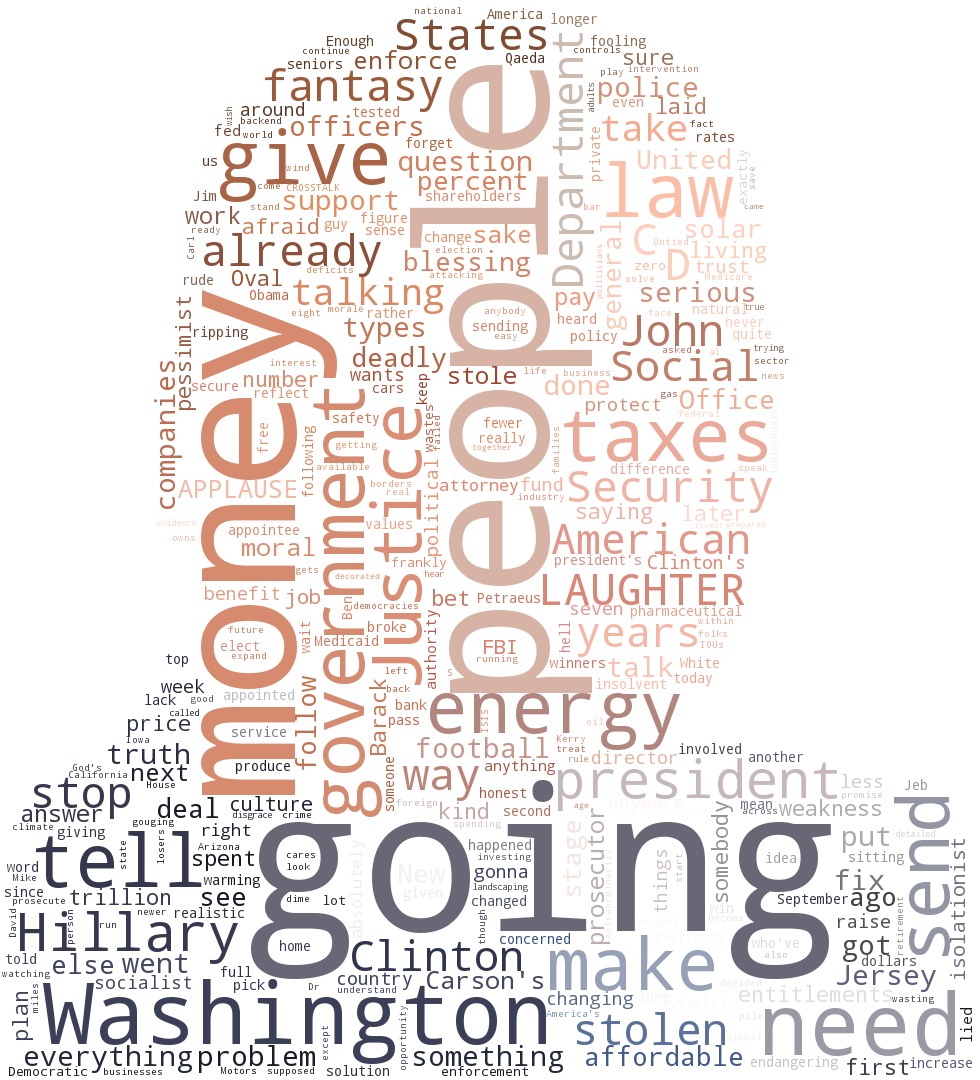 national America longer
Enough States fooling
continue controls
seniors enforce Qaeda sure
fantasy play intervention
police
wish around tested adults even laid
backend officers Department take fact
fed world forget private rates
us give question United exactly
wind percent law save
come CROSSTALK shareholders
Jim stand support bar came
work figure people
ready afraid sense guy change sake C solar
Carl already election Untied D living
attacking blessing general zero trust
rude Oval deficits politicians solve Medicare
Obama talking anybody pay serious
eight morale rather sending heard natural true
ripping types easy policy John never
pessimist money deadly quite
interest stole life business asked al trying
face
companies number wants Social sector
secure cars keep done gas news
reflect protect Office
safety wastes fewer taxes federal individuals
free failed really
following government Justice together families difference
getting political
available attorney fund Security speak
APPLAUSE borders real industry
saying later
evidence appointee values invest prepared
owns moral frankly American
gets decorated hear president's Clinton's
benefit job Ben democracies bet Petraeus LAUGHTER
broke seven pharmaceutical
future wait authority hell years within
elect Medicaid FBI folks
expand running IOUs
top left s winners talk White
week back insolvent today
lack good appointed follow Barack bank ISIS energy
called pass oil
price Iowa service football Kerry rule director involved another
truth treat
God's California next produce someone way anything president less Jeb
House promise
stop deal culture foreign honest age anymore mean weakness
answer gouging disgrace crime kind second across
climate giving right spending going stage prosecutor somebody put send detailed
tell state losers Arizona cares happened idea sitting
word spent look absolutely New investing gonna things start fix
Mike warming given landscaping
since trillion see dime changed September ago
prosecute newer realistic lot win raise
David Hillary person run though become retirement isolationist
told else went home Clinton concerned who've got
watching also dollars
socialist full country Carson's make decided Jersey
pick Dr understand wasting
plan miles Washington changing long debt entitlements
America's pile need lied
except opportunity stolen global
everything problem something affordable endangering first increase
Democratic businesses Motors supposed solution enforcement